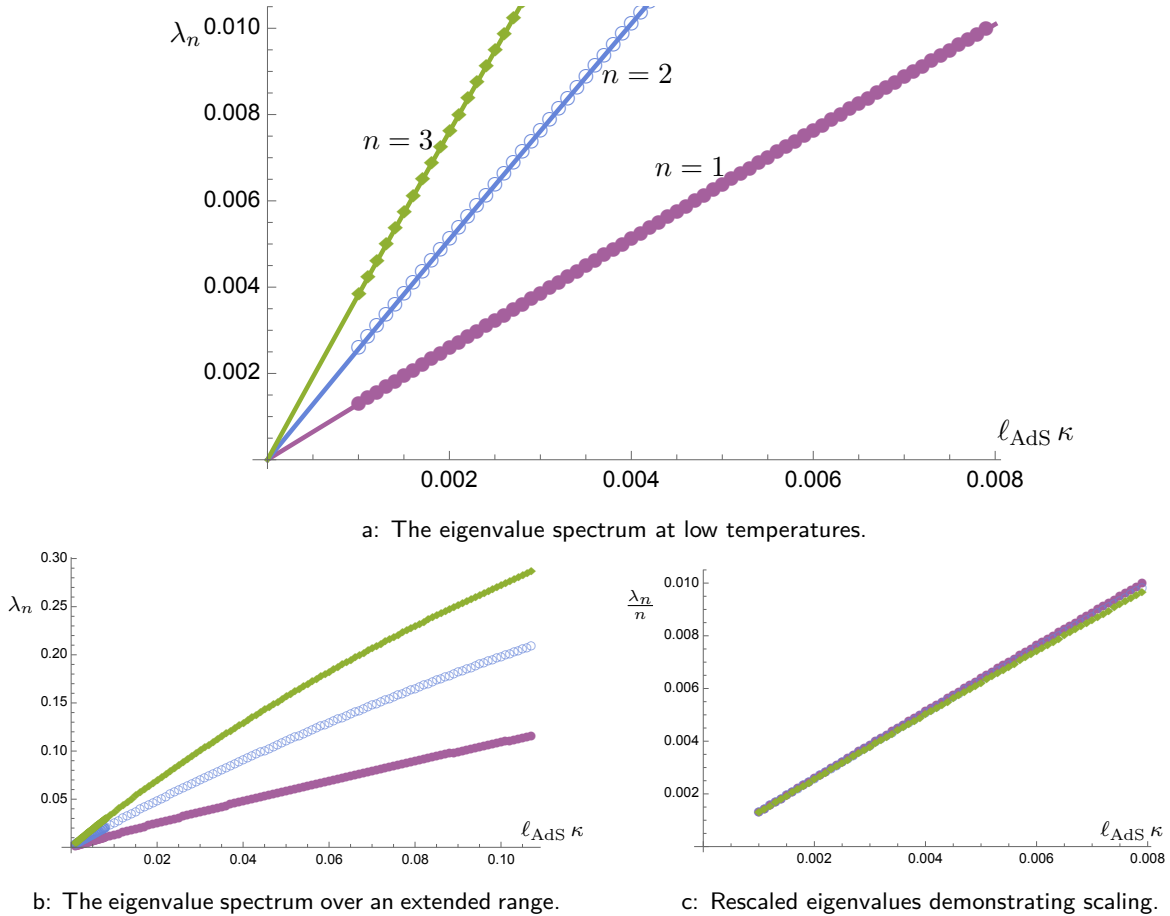 λₙ
0.010
0.008
0.006
0.004
0.002
n = 3
n = 2
n = 1
ℓ_AdS κ
0.002 0.004 0.006 0.008
a: The eigenvalue spectrum at low temperatures.
λₙ
0.30
0.25
0.20
0.15
0.10
0.05
ℓ_AdS κ
0.02 0.04 0.06 0.08 0.10
b: The eigenvalue spectrum over an extended range.
λₙ/n
0.010
0.008
0.006
0.004
0.002
ℓ_AdS κ
0.002 0.004 0.006 0.008
c: Rescaled eigenvalues demonstrating scaling.